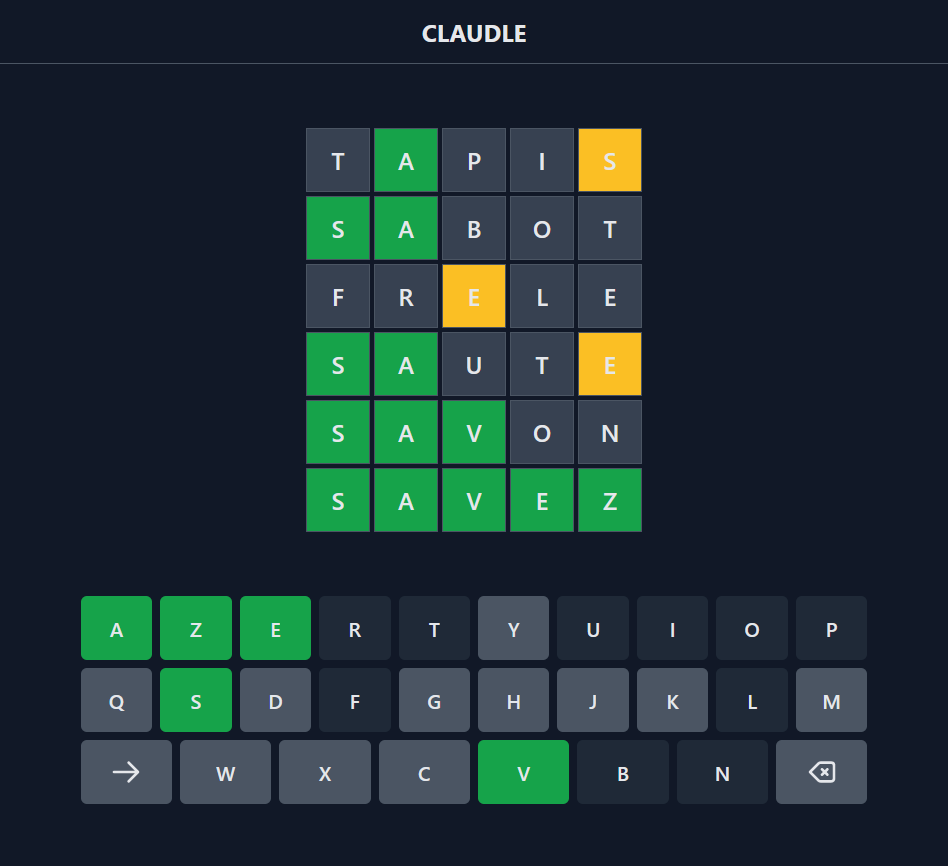 CLAUDLE
T A P I S
S A B O T
F R E L E
S A U T E
S A V O N
S A V E Z
A Z E R T Y U I O P
Q S D F G H J K L M
W X C V B N